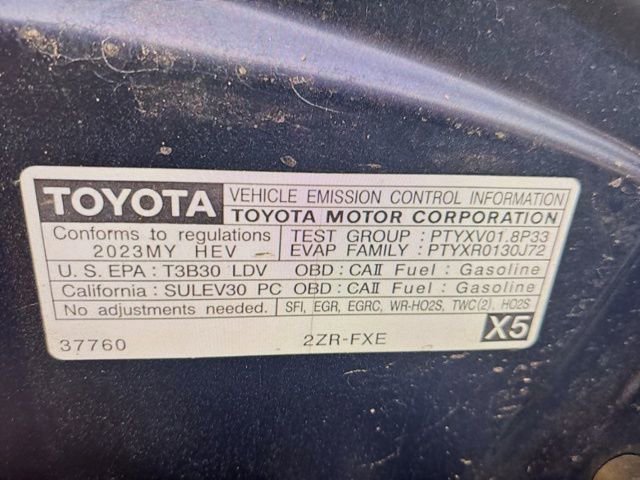 TOYOTA
VEHICLE EMISSION CONTROL INFORMATION
TOYOTA MOTOR CORPORATION
Conforms to regulations
2023MY HEV
TEST GROUP : PTYXV01.8P33
EVAP FAMILY : PTYXR0130J72
U.S. EPA : T3B30 LDV OBD : CAII Fuel : Gasoline
California : SULEV30 PC OBD : CAII Fuel : Gasoline
No adjustments needed. SFI, EGR, EGRC, WR-HO2S, TWC(2), HO2S
37760 2ZR-FXE X5